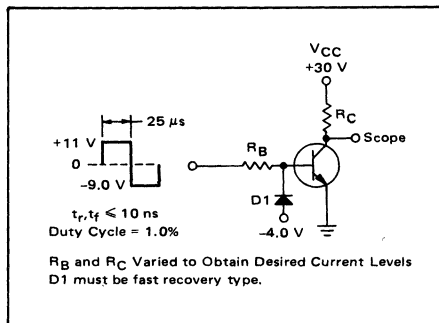 VCC
+30 V
25 μs
RC
Scope
+11 V
0
-9.0 V
RB
D1
-4.0 V
tr,tf ≤ 10 ns
Duty Cycle = 1.0%
RB and RC Varied to Obtain Desired Current Levels
D1 must be fast recovery type.